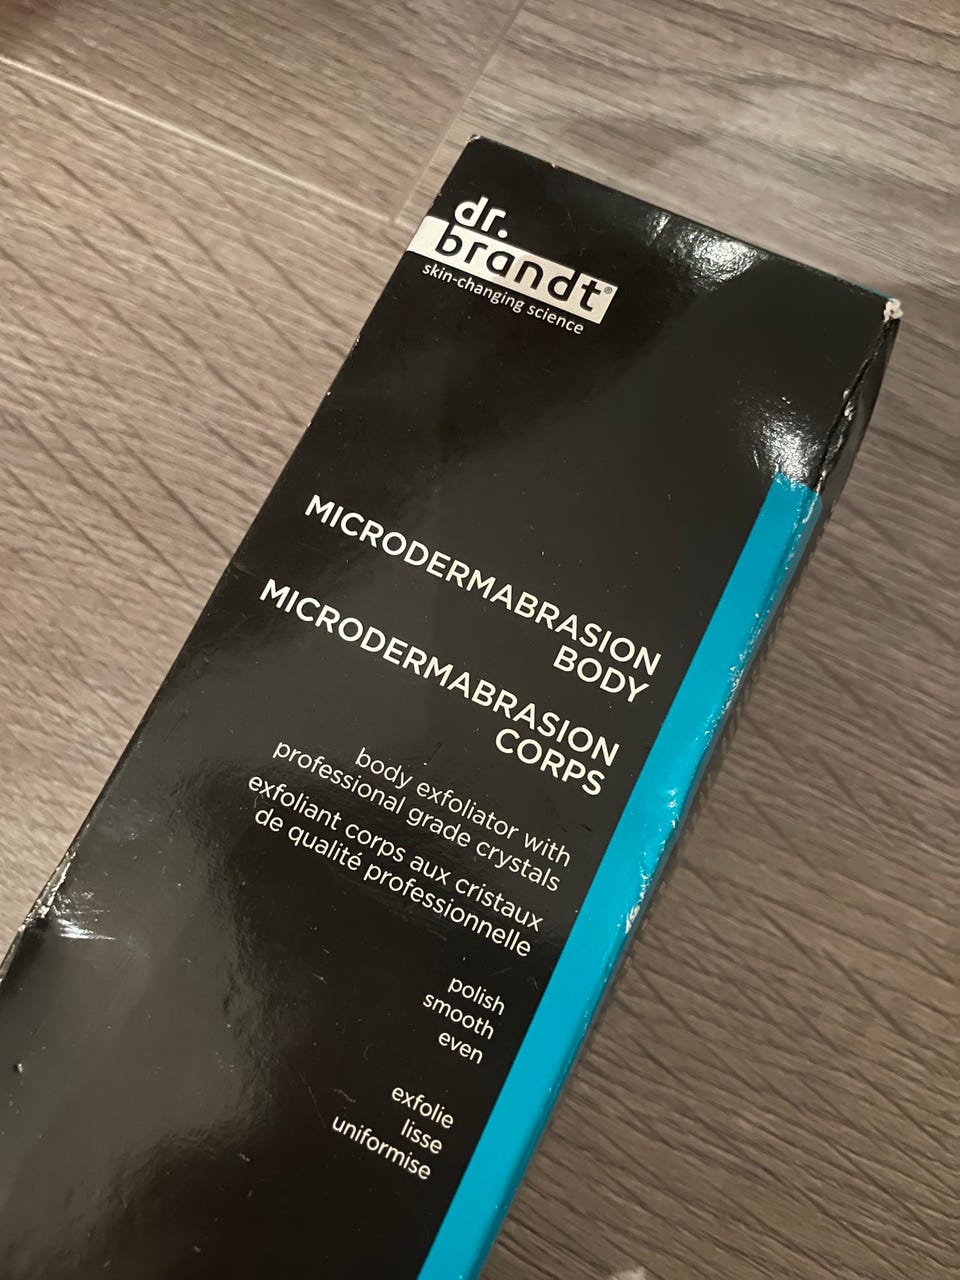 dr.
brandt®
skin-changing science
MICRODERMABRASION
BODY
MICRODERMABRASION
CORPS
body exfoliator with
professional grade crystals
exfoliant corps aux cristaux
de qualité professionnelle
polish
smooth
even
exfolie
lisse
uniformise